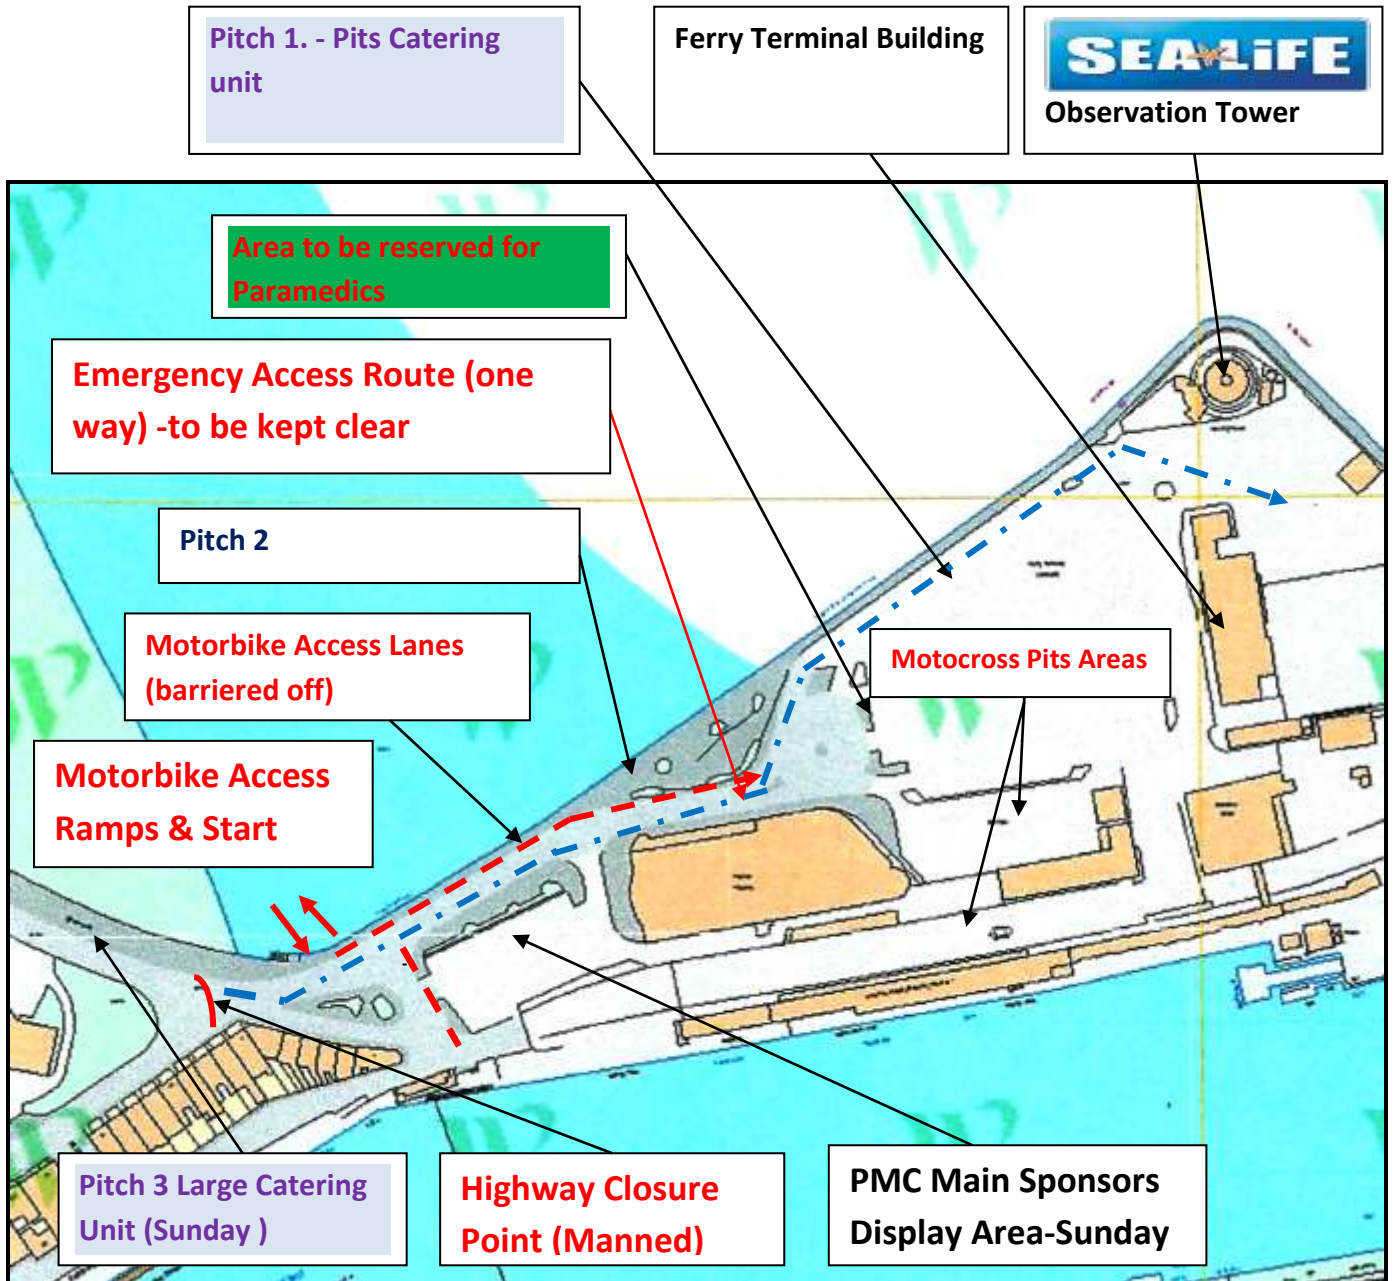 Pitch 1. - Pits Catering
unit
Ferry Terminal Building
SEA LiFE
Observation Tower
Area to be reserved for
Paramedics
Emergency Access Route (one
way) -to be kept clear
Pitch 2
Motorbike Access Lanes
(barriered off)
Motocross Pits Areas
Motorbike Access
Ramps & Start
Pitch 3 Large Catering
Unit (Sunday )
Highway Closure
Point (Manned)
PMC Main Sponsors
Display Area-Sunday